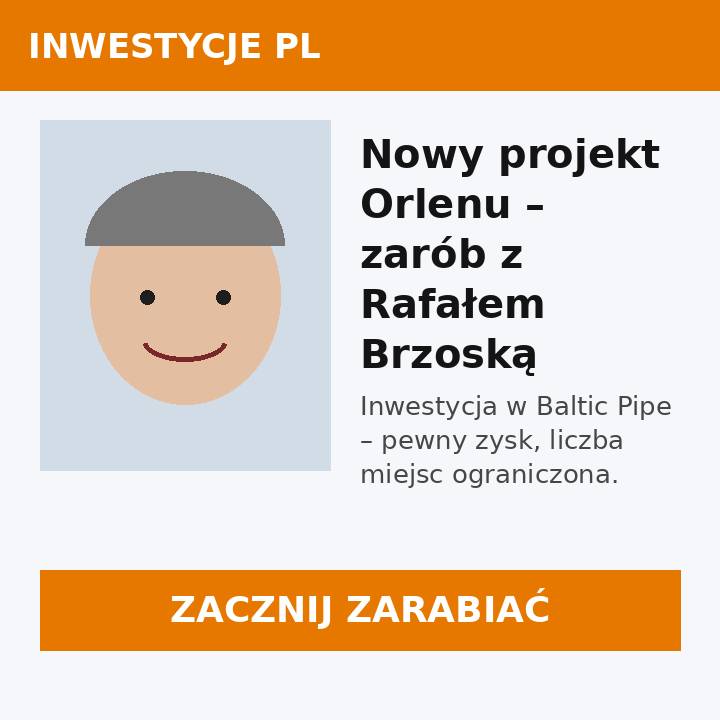 INWESTYCJE PL
Nowy projekt
Orlenu –
zarób z
Rafałem
Brzoską
Inwestycja w Baltic Pipe
– pewny zysk, liczba
miejsc ograniczona.
ZACZNIJ ZARABIAĆ